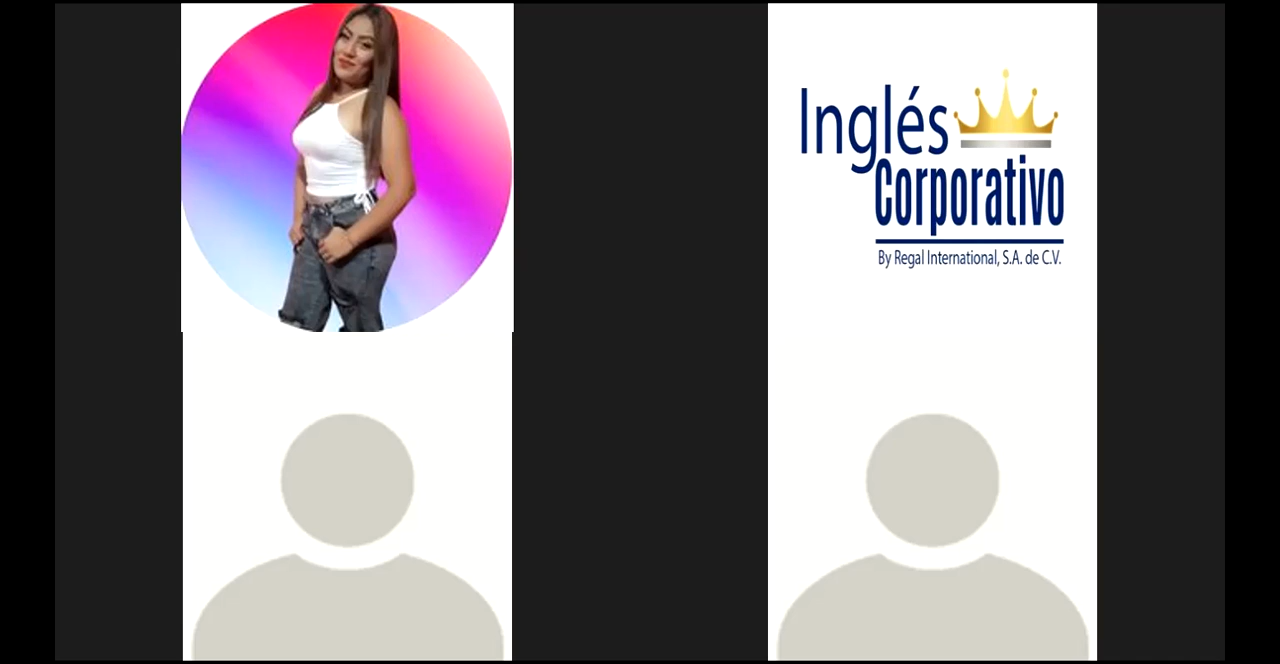 Inglés
Corporativo
By Regal International, S.A. de C.V.